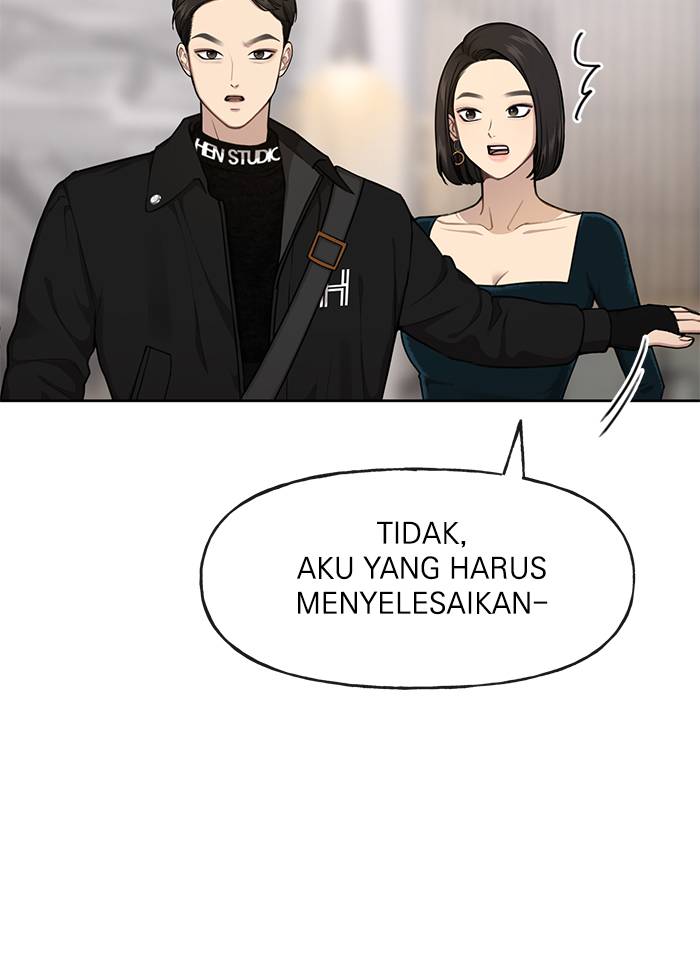 HEN STUDIO
H
TIDAK,
AKU YANG HARUS
MENYELESAIKAN-